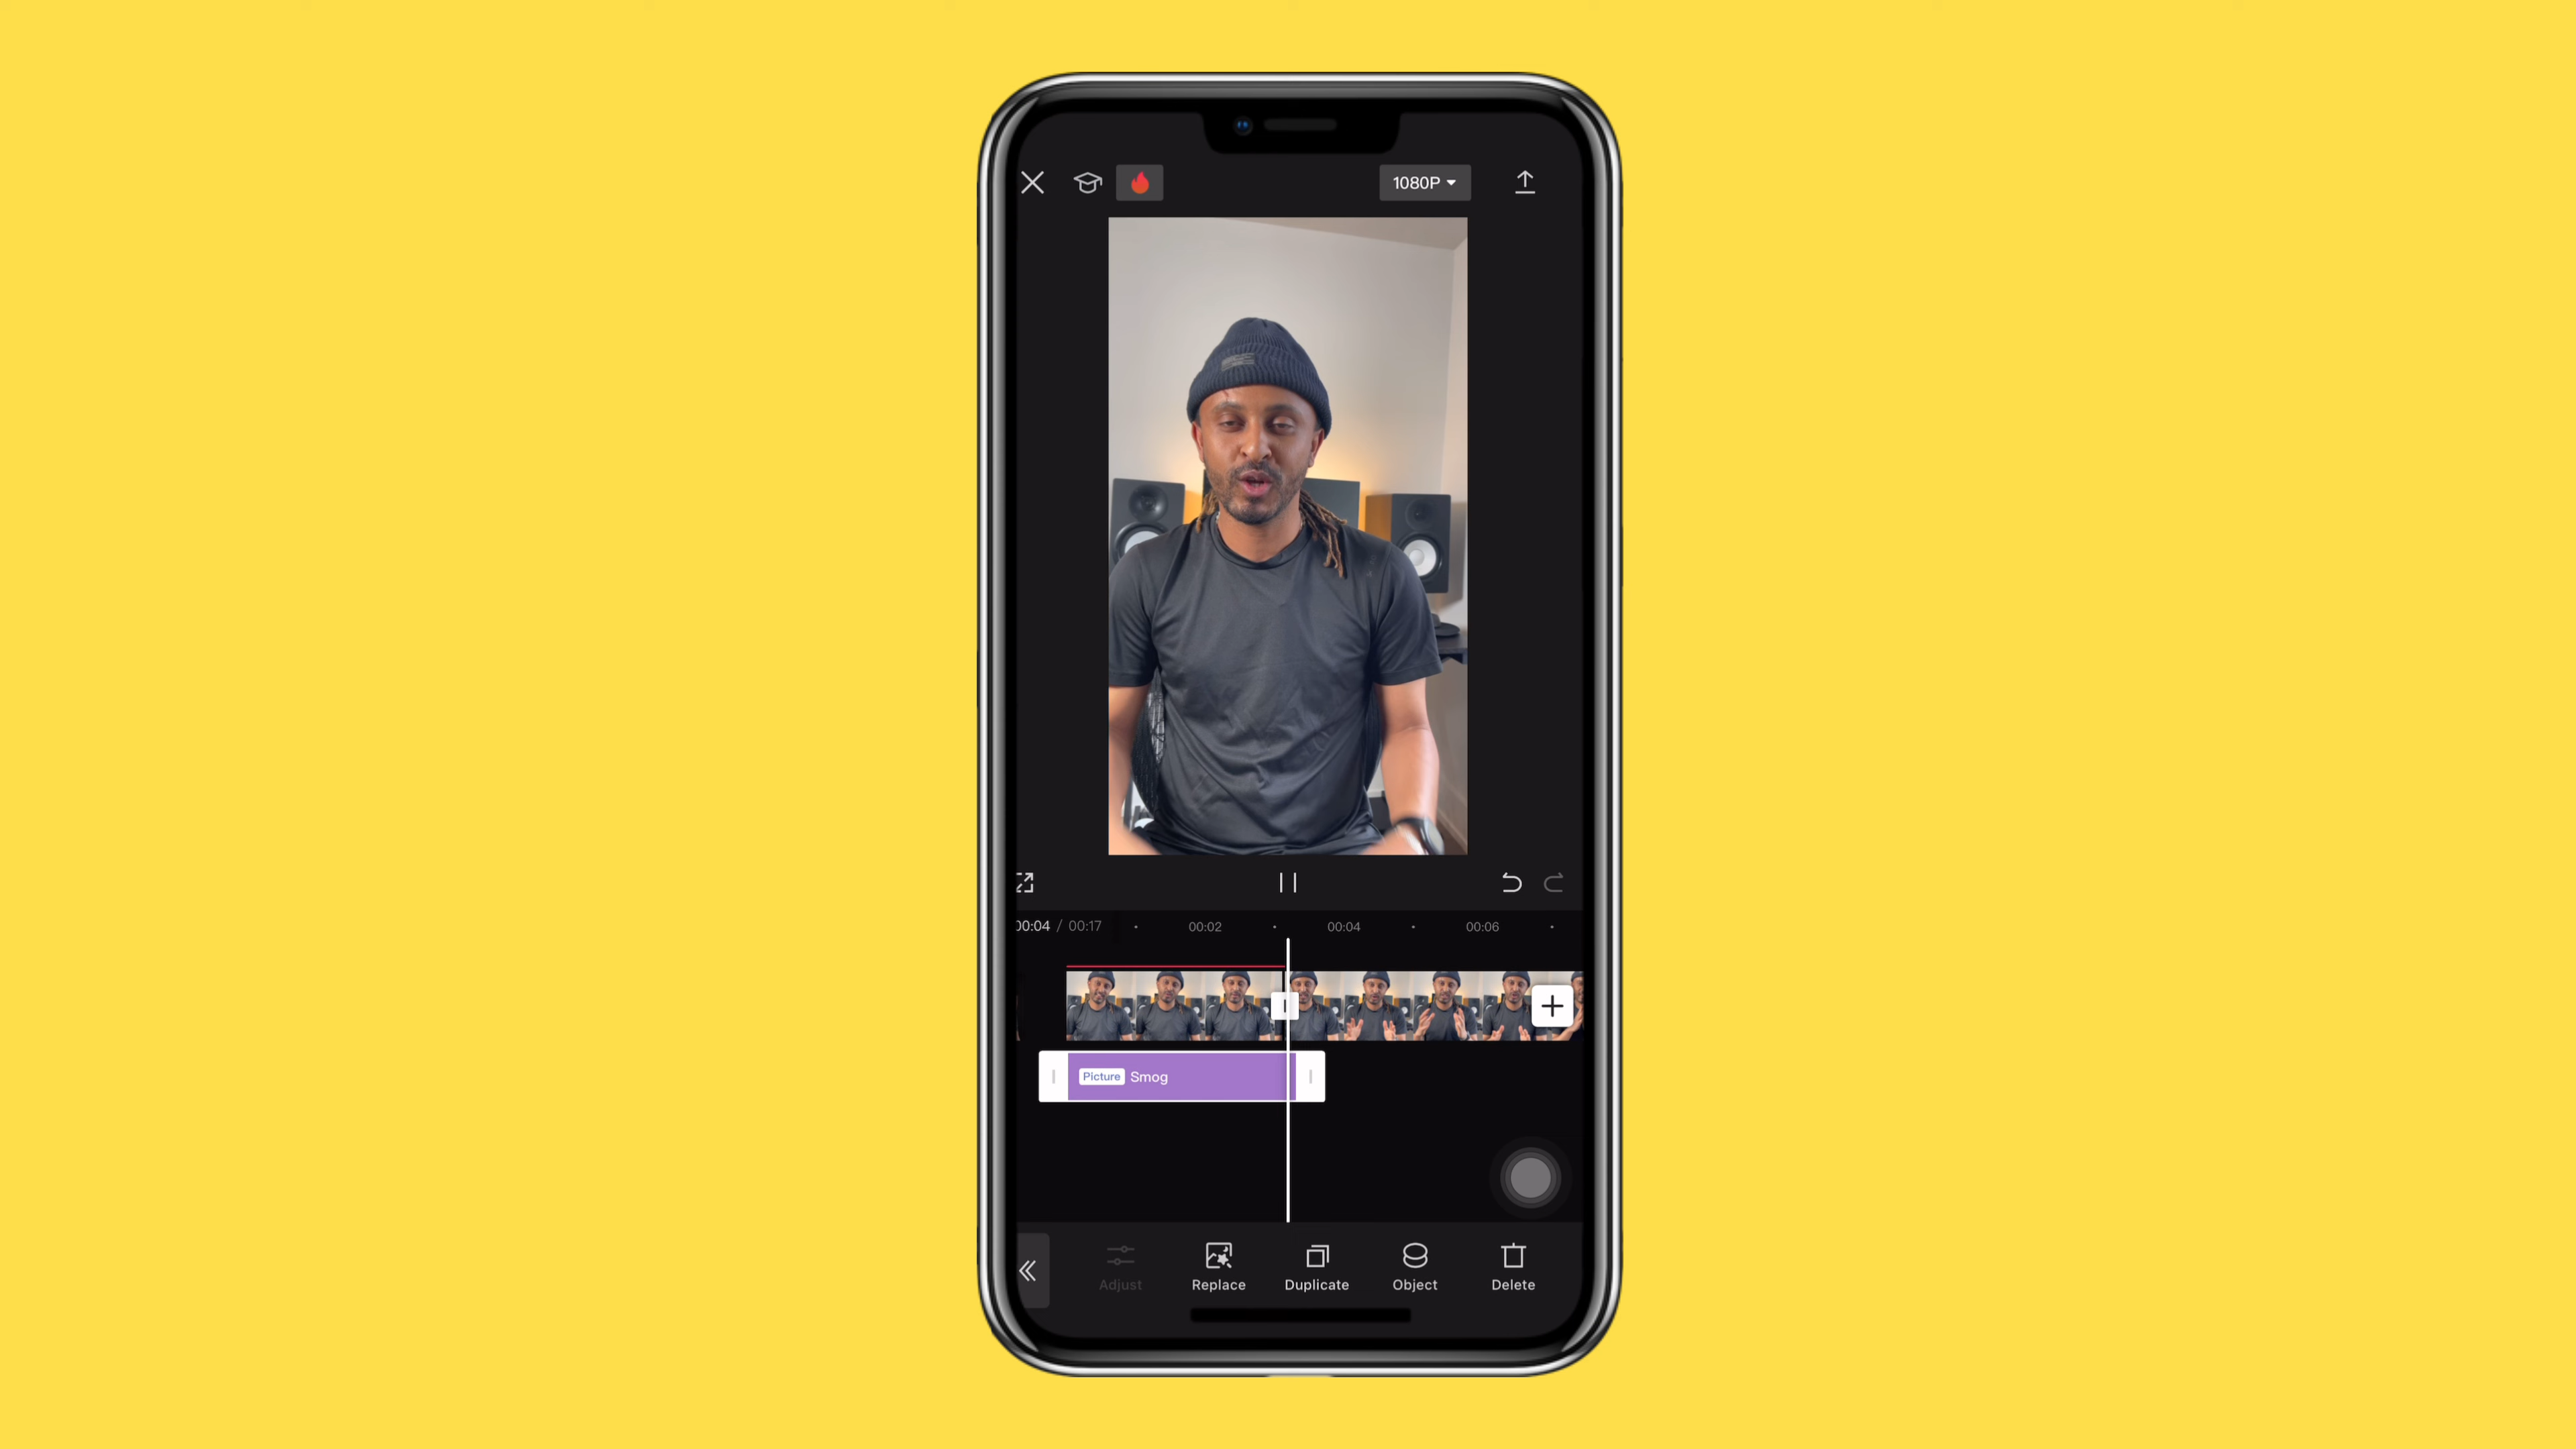 1080P
00:04 / 00:17
00:02
00:04
00:06
Picture Smog
Adjust
Replace
Duplicate
Object
Delete